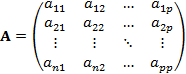 A = ( a₁₁ a₁₂ … a₁ₚ
a₂₁ a₂₂ … a₂ₚ
⋮ ⋮ ⋱ ⋮
aₙ₁ aₙ₂ … aₚₚ )